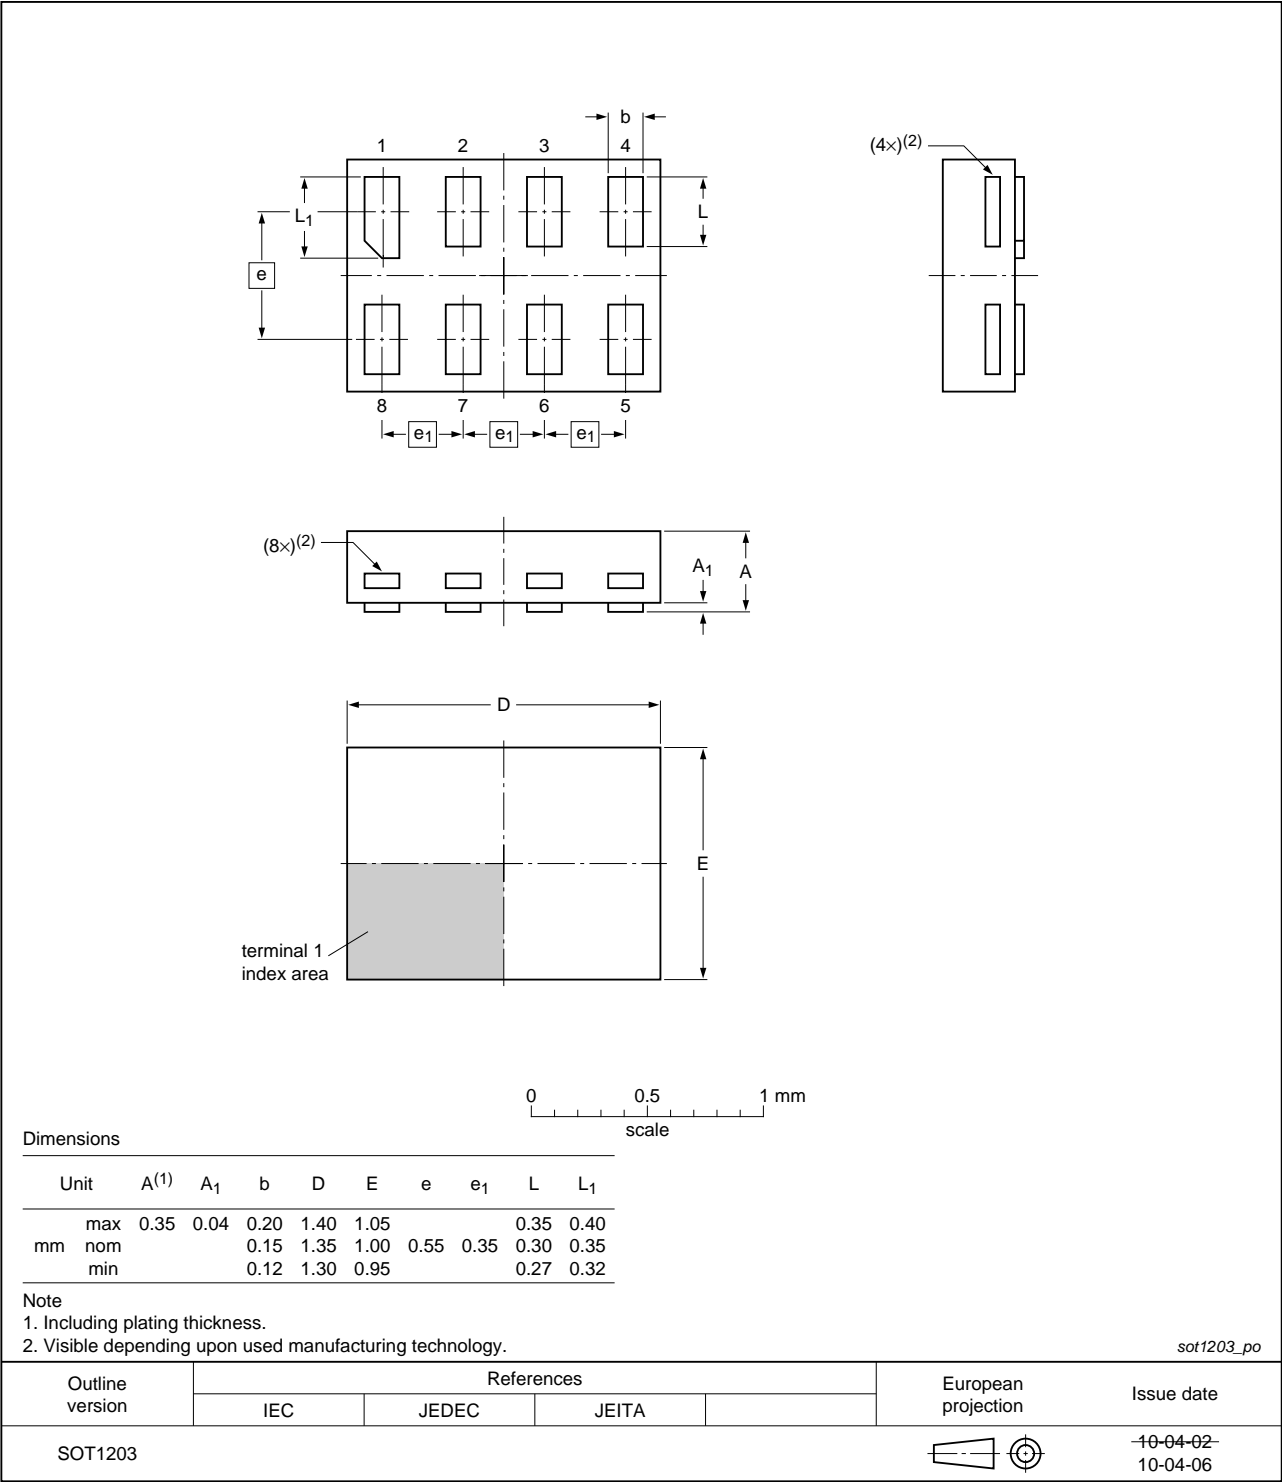 b
1 2 3 4
(4×)(2)
L1
L
e
8 7 6 5
e1 e1 e1
(8×)(2)
A1 A
D
E
terminal 1
index area
0 0.5 1 mm
scale
Dimensions
Unit A(1) A1 b D E e e1 L L1
max 0.35 0.04 0.20 1.40 1.05 0.35 0.40
mm nom 0.15 1.35 1.00 0.55 0.35 0.30 0.35
min 0.12 1.30 0.95 0.27 0.32
Note
1. Including plating thickness.
2. Visible depending upon used manufacturing technology.
sot1203_po
Outline
version
References
IEC JEDEC JEITA
European
projection
Issue date
SOT1203
10-04-02
10-04-06